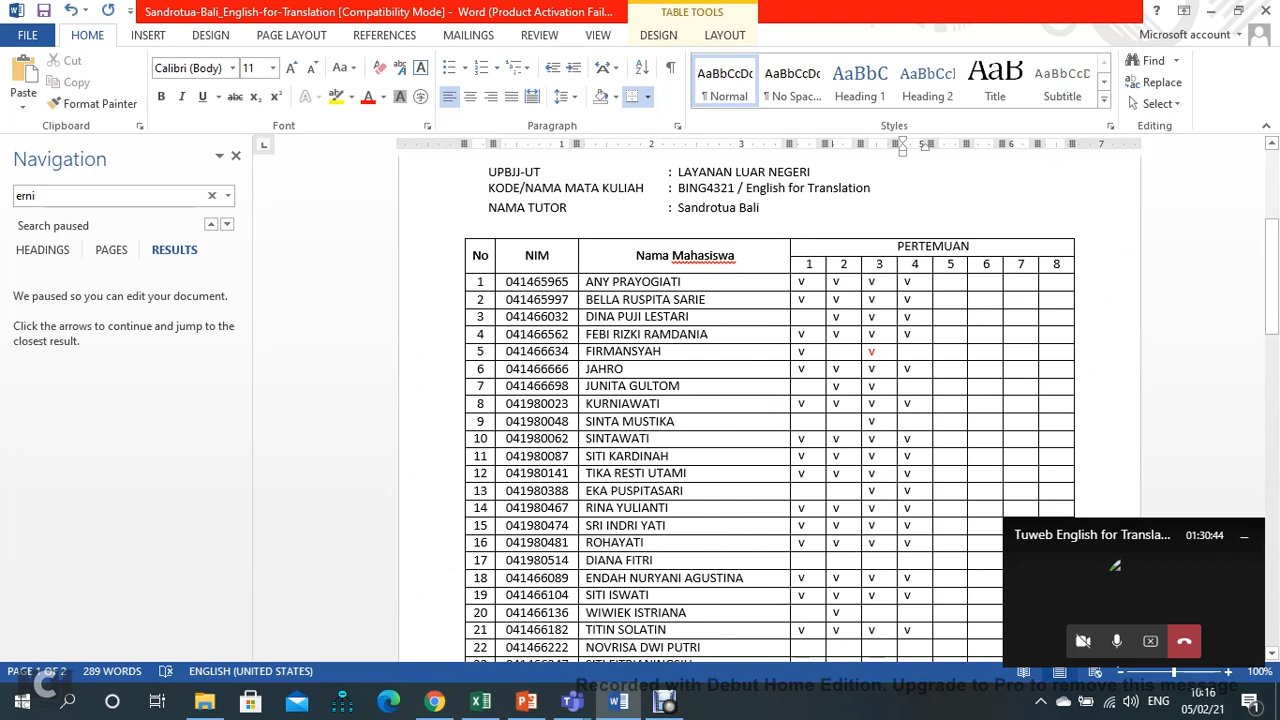 Sandrotua-Bali_English-for-Translation [Compatibility Mode] - Word (Product Activation Fail...
TABLE TOOLS
FILE HOME INSERT DESIGN PAGE LAYOUT REFERENCES MAILINGS REVIEW VIEW DESIGN LAYOUT Microsoft account
Cut
Copy
Paste
Format Painter
Calibri (Body) 11
AaBbCcDc AaBbCcDc AaBbC AaBbCcD AaB AaBbCcDc
¶ Normal ¶ No Spac... Heading 1 Heading 2 Title Subtitle
Find
Replace
Select
Clipboard Font Paragraph Styles Editing
Navigation
erni
Search paused
HEADINGS PAGES RESULTS
We paused so you can edit your document.
Click the arrows to continue and jump to the
closest result.
1 2 3 4 5 6 7
UPBJJ-UT : LAYANAN LUAR NEGERI
KODE/NAMA MATA KULIAH : BING4321 / English for Translation
NAMA TUTOR : Sandrotua Bali
No NIM Nama Mahasiswa PERTEMUAN
1 2 3 4 5 6 7 8
1 041465965 ANY PRAYOGIATI v v v v
2 041465997 BELLA RUSPITA SARIE v v v v
3 041466032 DINA PUJI LESTARI v v v
4 041466562 FEBI RIZKI RAMDANIA v v v v
5 041466634 FIRMANSYAH v v
6 041466666 JAHRO v v v v
7 041466698 JUNITA GULTOM v v
8 041980023 KURNIAWATI v v v v
9 041980048 SINTA MUSTIKA v
10 041980062 SINTAWATI v v v v
11 041980087 SITI KARDINAH v v v v
12 041980141 TIKA RESTI UTAMI v v v v
13 041980388 EKA PUSPITASARI v v
14 041980467 RINA YULIANTI v v v v
15 041980474 SRI INDRI YATI v v v v
16 041980481 ROHAYATI v v v v
17 041980514 DIANA FITRI
18 041466089 ENDAH NURYANI AGUSTINA v v v v
19 041466104 SITI ISWATI v v v v
20 041466136 WIWIEK ISTRIANA v
21 041466182 TITIN SOLATIN v v v v
22 041466222 NOVRISA DWI PUTRI
Tuweb English for Transla... 01:30:44
PAGE 1 OF 2 289 WORDS ENGLISH (UNITED STATES) 100%
Recorded with Debut Home Edition. Upgrade to Pro to remove this message
ENG 10:16
05/02/21